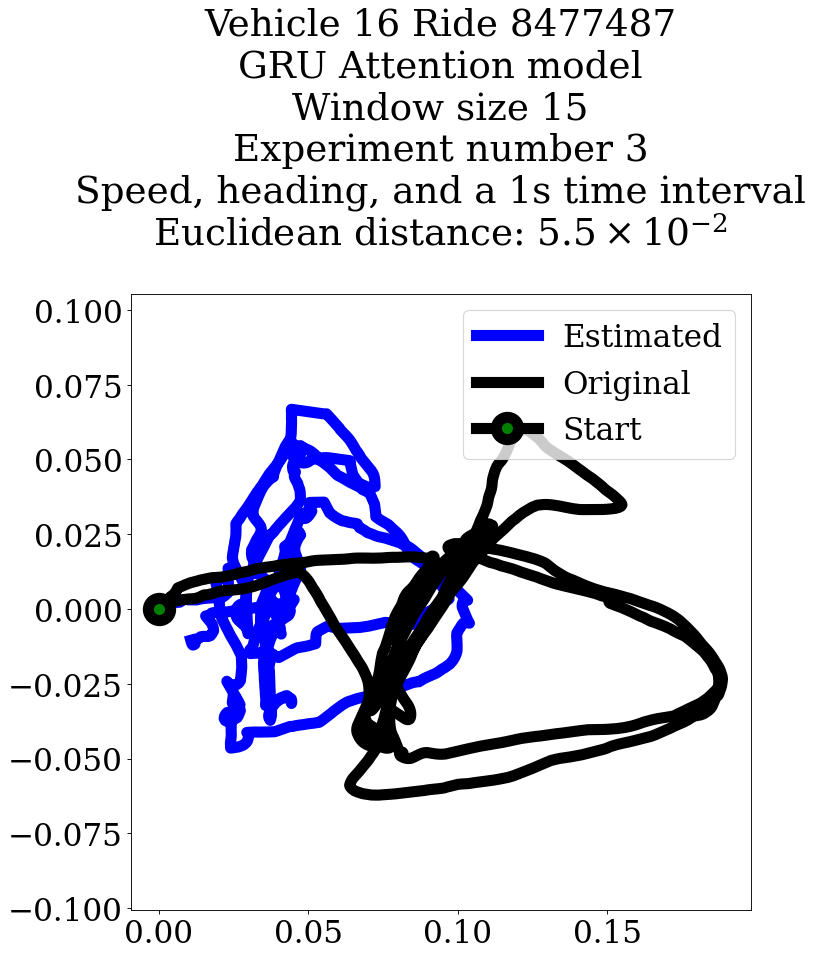 Vehicle 16 Ride 8477487
GRU Attention model
Window size 15
Experiment number 3
Speed, heading, and a 1s time interval
Euclidean distance: 5.5 × 10⁻²
Estimated
Original
Start
0.100
0.075
0.050
0.025
0.000
−0.025
−0.050
−0.075
−0.100
0.00 0.05 0.10 0.15